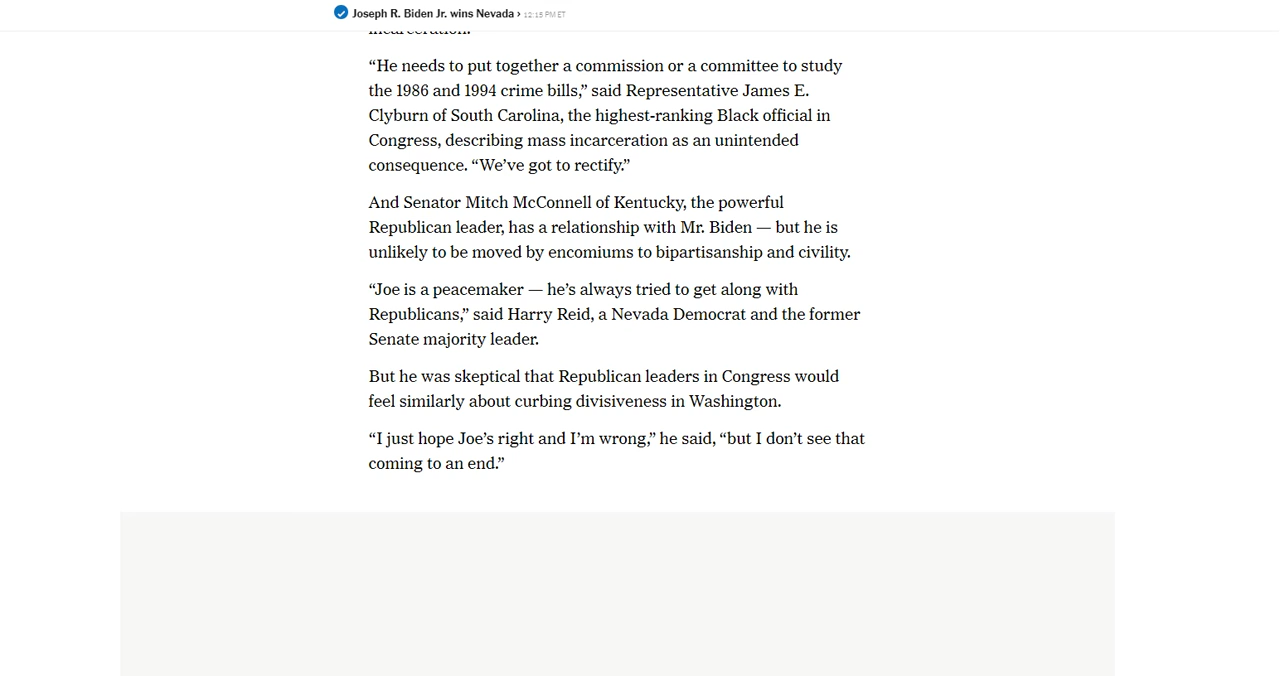 Joseph R. Biden Jr. wins Nevada › 12:15 PM ET
incarceration.
“He needs to put together a commission or a committee to study
the 1986 and 1994 crime bills,” said Representative James E.
Clyburn of South Carolina, the highest-ranking Black official in
Congress, describing mass incarceration as an unintended
consequence. “We’ve got to rectify.”
And Senator Mitch McConnell of Kentucky, the powerful
Republican leader, has a relationship with Mr. Biden — but he is
unlikely to be moved by encomiums to bipartisanship and civility.
“Joe is a peacemaker — he’s always tried to get along with
Republicans,” said Harry Reid, a Nevada Democrat and the former
Senate majority leader.
But he was skeptical that Republican leaders in Congress would
feel similarly about curbing divisiveness in Washington.
“I just hope Joe’s right and I’m wrong,” he said, “but I don’t see that
coming to an end.”